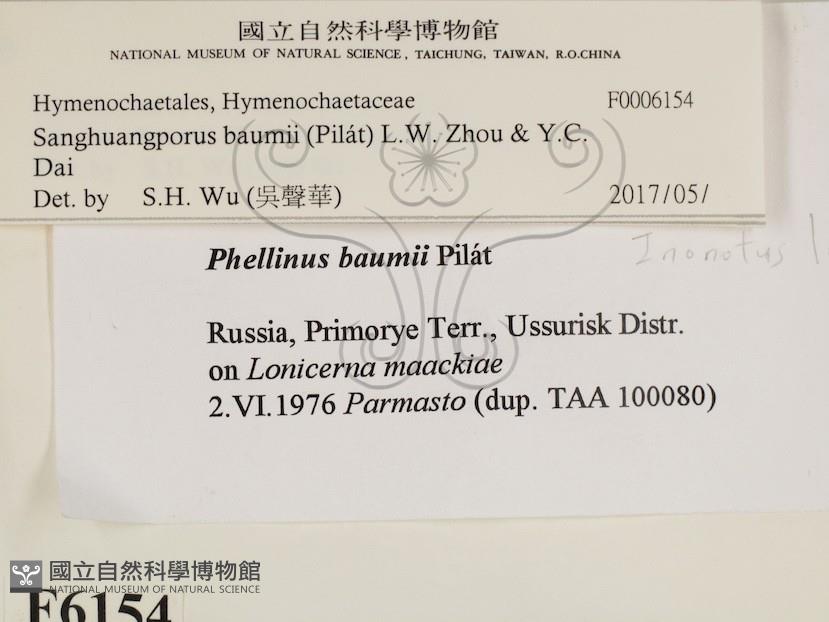 國立自然科學博物館
NATIONAL MUSEUM OF NATURAL SCIENCE, TAICHUNG, TAIWAN, R.O.CHINA
Hymenochaetales, Hymenochaetaceae F0006154
Sanghuangporus baumii (Pilát) L.W. Zhou & Y.C.
Dai
Det. by S.H. Wu (吳聲華) 2017/05/
Phellinus baumii Pilát
Inonotus
Russia, Primorye Terr., Ussurisk Distr.
on Lonicerna maackiae
2.VI.1976 Parmasto (dup. TAA 100080)
國立自然科學博物館
NATIONAL MUSEUM OF NATURAL SCIENCE
F6154